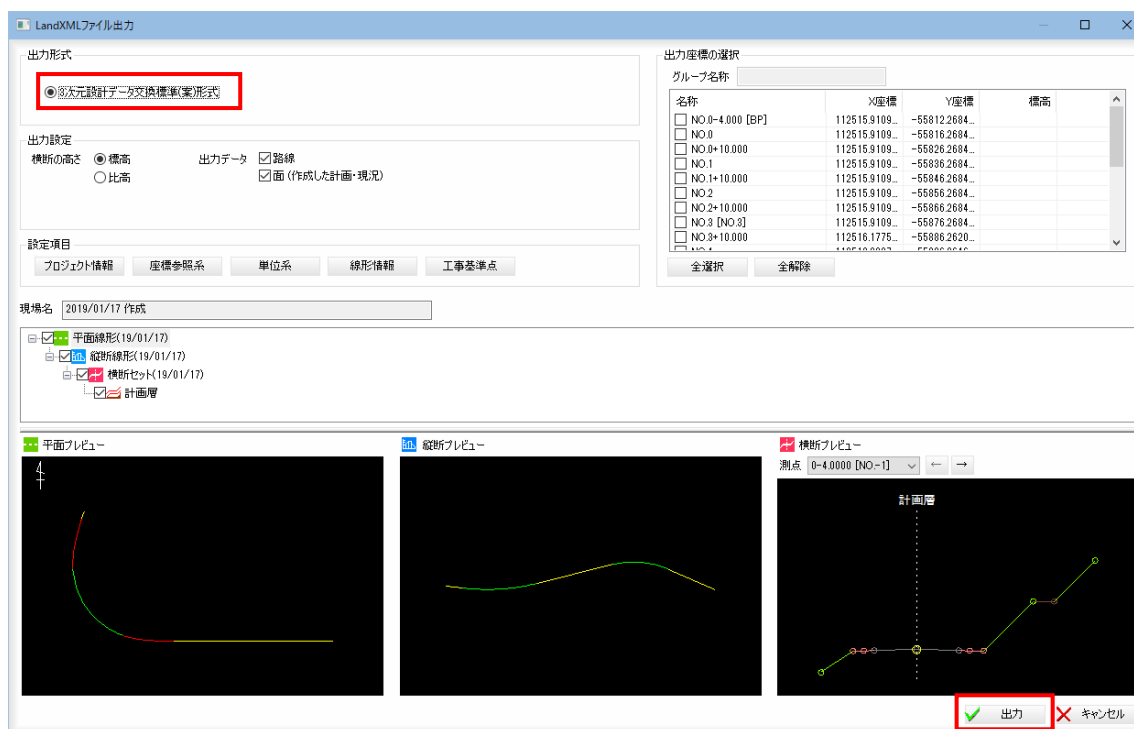 LandXMLファイル出力
出力形式
3次元設計データ交換標準(案)形式
出力設定
横断の高さ 標高 出力データ 路線
比高 面 (作成した計画・現況)
設定項目
プロジェクト情報 座標参照系 単位系 線形情報 工事基準点
出力座標の選択
グループ名称
名称 X座標 Y座標 標高
NO.0-4.000 [BP] 112515.9109... -55812.2684...
NO.0 112515.9109... -55816.2684...
NO.0+10.000 112515.9109... -55826.2684...
NO.1 112515.9109... -55836.2684...
NO.1+10.000 112515.9109... -55846.2684...
NO.2 112515.9109... -55856.2684...
NO.2+10.000 112515.9109... -55866.2684...
NO.3 [NO.3] 112515.9109... -55876.2684...
NO.3+10.000 112516.1775... -55886.2620...
全選択 全解除
現場名 2019/01/17 作成
平面線形(19/01/17)
縦断線形(19/01/17)
横断セット(19/01/17)
計画層
平面プレビュー
縦断プレビュー
横断プレビュー
測点 0-4.0000 [NO.-1] ← →
計画層
出力 キャンセル